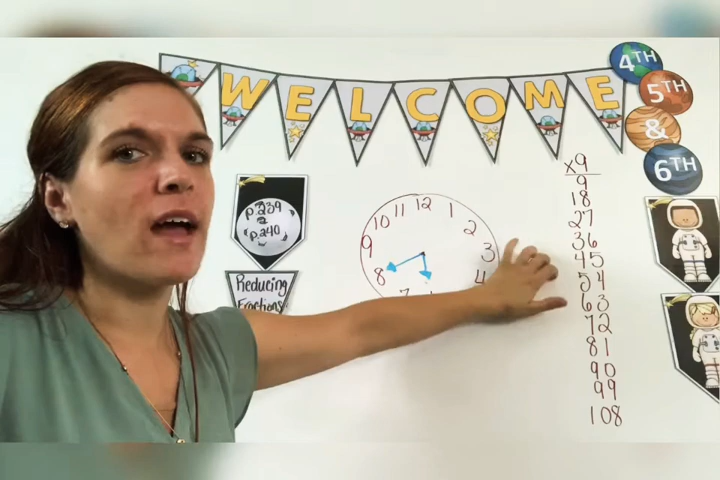 WELCOME
4TH
5TH
&
6TH
p.239
p.240
Reducing
Fractions
12
1
2
3
4
8
9
10
11
x9
9
18
27
36
45
54
63
72
81
90
99
108